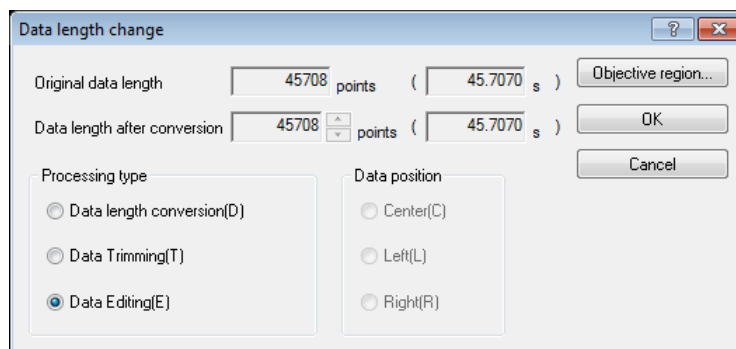 Data length change
Original data length 45708 points ( 45.7070 s ) Objective region...
Data length after conversion 45708 points ( 45.7070 s ) OK
Cancel
Processing type Data position
Data length conversion(D) Center(C)
Data Trimming(T) Left(L)
Data Editing(E) Right(R)